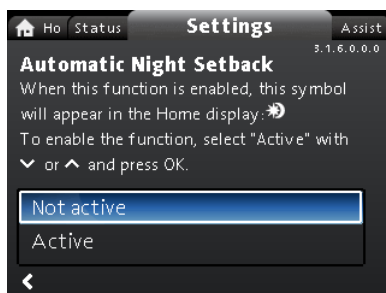 Ho Status Settings Assist
3.1.6.0.0.0
Automatic Night Setback
When this function is enabled, this symbol
will appear in the Home display:
To enable the function, select "Active" with
or and press OK.
Not active
Active